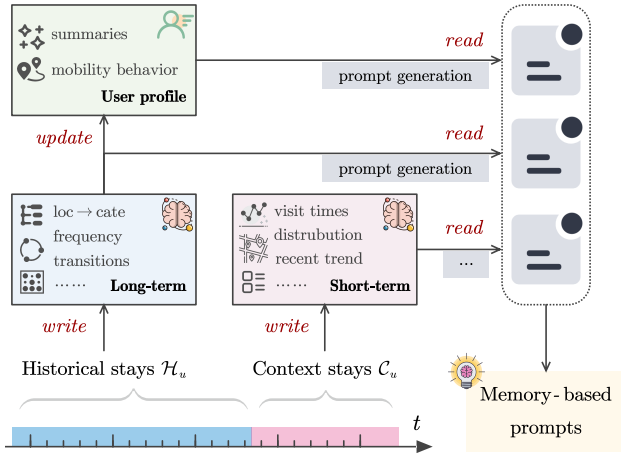 summaries
mobility behavior
User profile
read
prompt generation
update
read
prompt generation
loc → cate
frequency
transitions
...... Long-term
visit times
distrubution
recent trend
...... Short-term
read
...
write
write
Historical stays ℋᵤ
Context stays 𝒞ᵤ
t
Memory-based
prompts